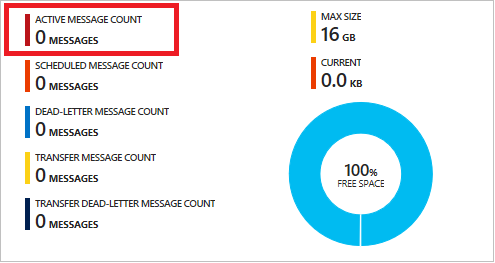 ACTIVE MESSAGE COUNT
0 MESSAGES
SCHEDULED MESSAGE COUNT
0 MESSAGES
DEAD-LETTER MESSAGE COUNT
0 MESSAGES
TRANSFER MESSAGE COUNT
0 MESSAGES
TRANSFER DEAD-LETTER MESSAGE COUNT
0 MESSAGES
MAX SIZE
16 GB
CURRENT
0.0 KB
100%
FREE SPACE